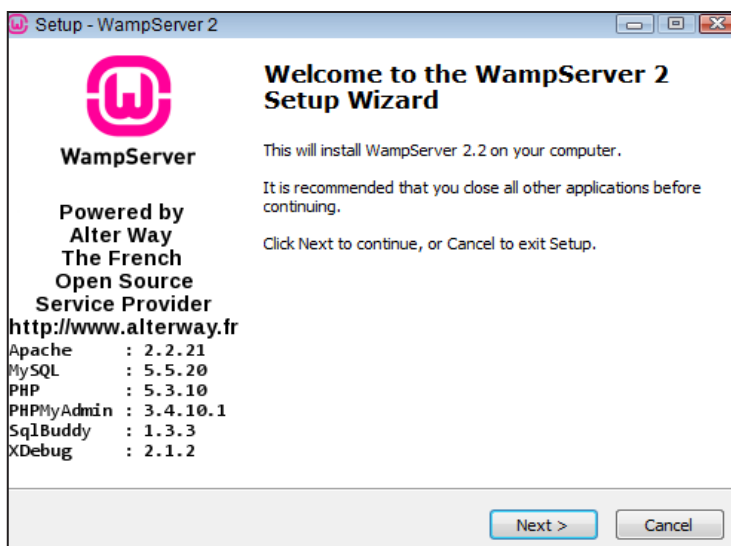 Setup - WampServer 2
WampServer
Powered by
Alter Way
The French
Open Source
Service Provider
http://www.alterway.fr
Apache : 2.2.21
MySQL : 5.5.20
PHP : 5.3.10
PHPMyAdmin : 3.4.10.1
SqlBuddy : 1.3.3
XDebug : 2.1.2
Welcome to the WampServer 2
Setup Wizard
This will install WampServer 2.2 on your computer.
It is recommended that you close all other applications before
continuing.
Click Next to continue, or Cancel to exit Setup.
Next >
Cancel